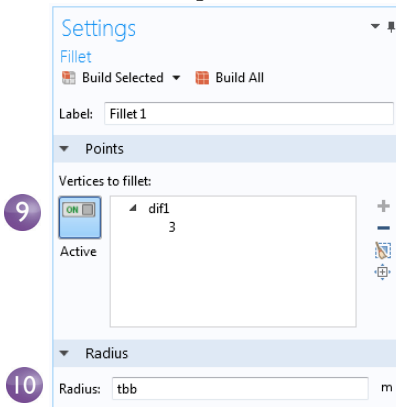 Settings
Fillet
Build Selected Build All
Label: Fillet 1
Points
Vertices to fillet:
9
ON
dif1
3
Active
Radius
10
Radius: tbb m